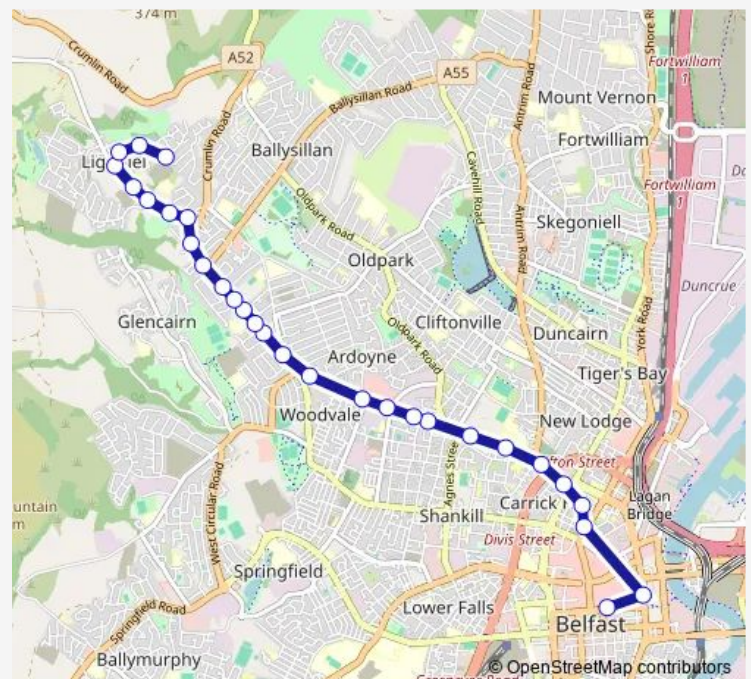 374 m
Crumlin Road
A52
A55
Shore R
Fortwilliam
1
Ballysillan Road
Antrim Road
Mount Vernon
Fortwilliam
Crumlin Road
Ballysillan
Cavehill Road
Fortwilliam
1
Oldpark Road
Antrim Road
Skegoniell
Oldpark
Duncrue
Glencairn
Oldpark Road
Cliftonville
Duncairn
York Road
Ardoyne
Tiger's Bay
Woodvale
New Lodge
fton Street
Agnes Stree
Carrick
Lagan
Bridge
West Circular Road
Shankill
Divis Street
untain
m
Springfield
Springfield Road
Lower Falls
Belfast
Ballymurphy
© OpenStreetMap contributors